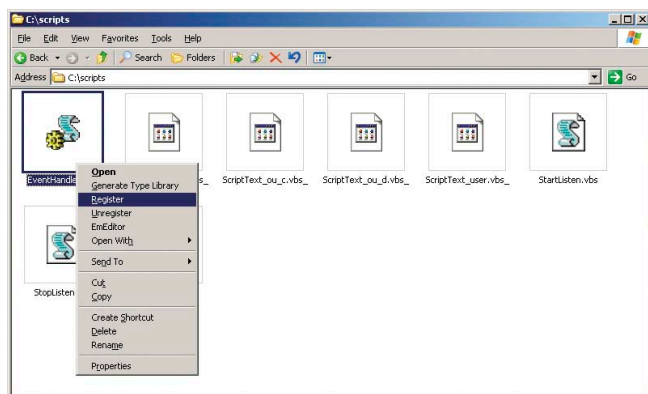 C:\scripts
File Edit View Favorites Tools Help
Back Search Folders
Address C:\scripts Go
EventHandle
s_ ScriptText_ou_c.vbs_ ScriptText_ou_d.vbs_ ScriptText_user.vbs_ StartListen.vbs
Open
Generate Type Library
Register
Unregister
EmEditor
Open With
Send To
StopListen
Cut
Copy
Create Shortcut
Delete
Rename
Properties